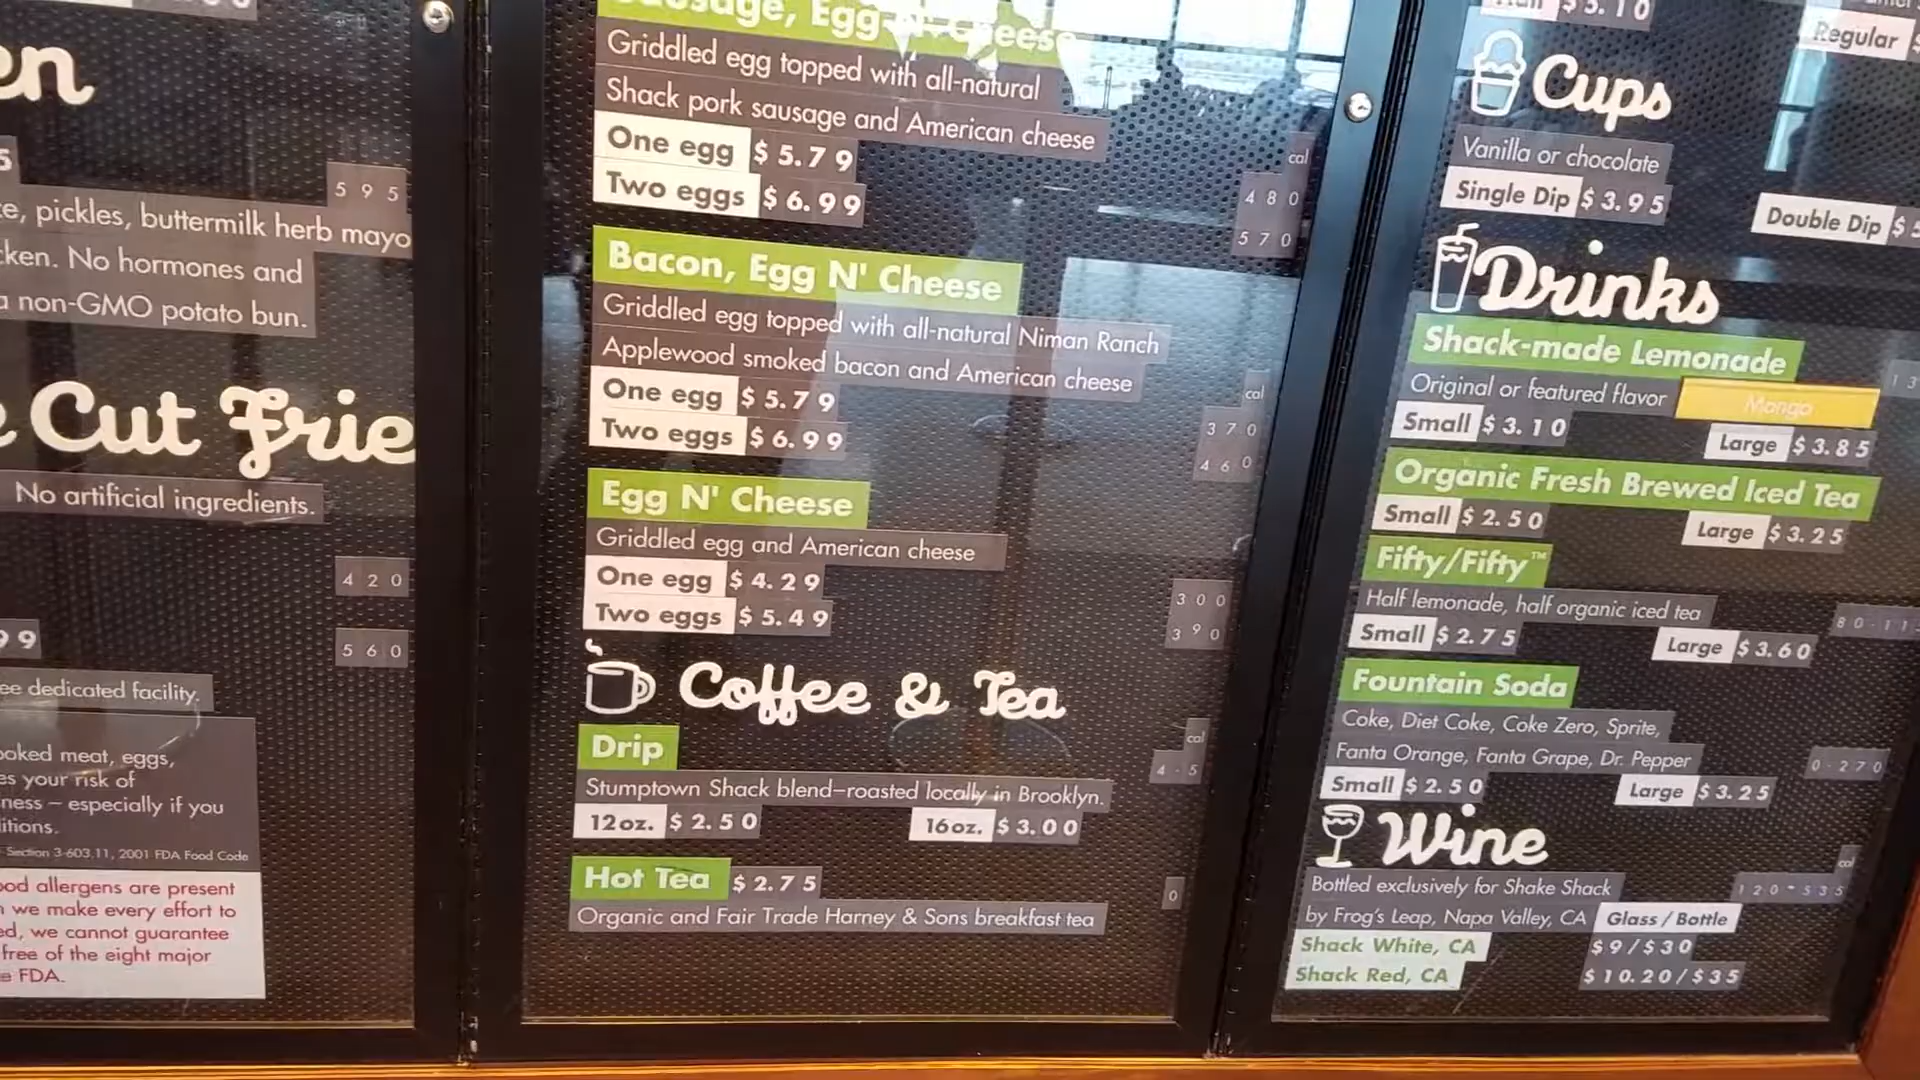 en
5
595
e, pickles, buttermilk herb mayo
cken. No hormones and
a non-GMO potato bun.
Cut Frie
No artificial ingredients.
420
99
560
ee dedicated facility.
ooked meat, eggs,
es your risk of
ness – especially if you
itions.
Section 3-603.11, 2001 FDA Food Code
ood allergens are present
we make every effort to
ed, we cannot guarantee
free of the eight major
e FDA.
Sausage, Egg N' Cheese
Griddled egg topped with all-natural
Shack pork sausage and American cheese
cal
One egg $5.79 480
Two eggs $6.99 570
Bacon, Egg N' Cheese
Griddled egg topped with all-natural Niman Ranch
Applewood smoked bacon and American cheese
cal
One egg $5.79 370
Two eggs $6.99 460
Egg N' Cheese
Griddled egg and American cheese
One egg $4.29 300
Two eggs $5.49 390
Coffee & Tea
Drip cal
4-5
Stumptown Shack blend–roasted locally in Brooklyn.
12oz. $2.50 16oz. $3.00
Hot Tea $2.75 0
Organic and Fair Trade Harney & Sons breakfast tea
$5.10 Regular $
Cups
Vanilla or chocolate
Single Dip $3.95 Double Dip $5
Drinks
Shack-made Lemonade
Original or featured flavor Mango
Small $3.10 Large $3.85
Organic Fresh Brewed Iced Tea
Small $2.50 Large $3.25
Fifty/Fifty™
Half lemonade, half organic iced tea
80-11
Small $2.75 Large $3.60
Fountain Soda
Coke, Diet Coke, Coke Zero, Sprite,
Fanta Orange, Fanta Grape, Dr. Pepper 0-270
Small $2.50 Large $3.25
Wine
cal
Bottled exclusively for Shake Shack 120-535
by Frog's Leap, Napa Valley, CA Glass/Bottle
Shack White, CA $9/$30
Shack Red, CA $10.20/$35